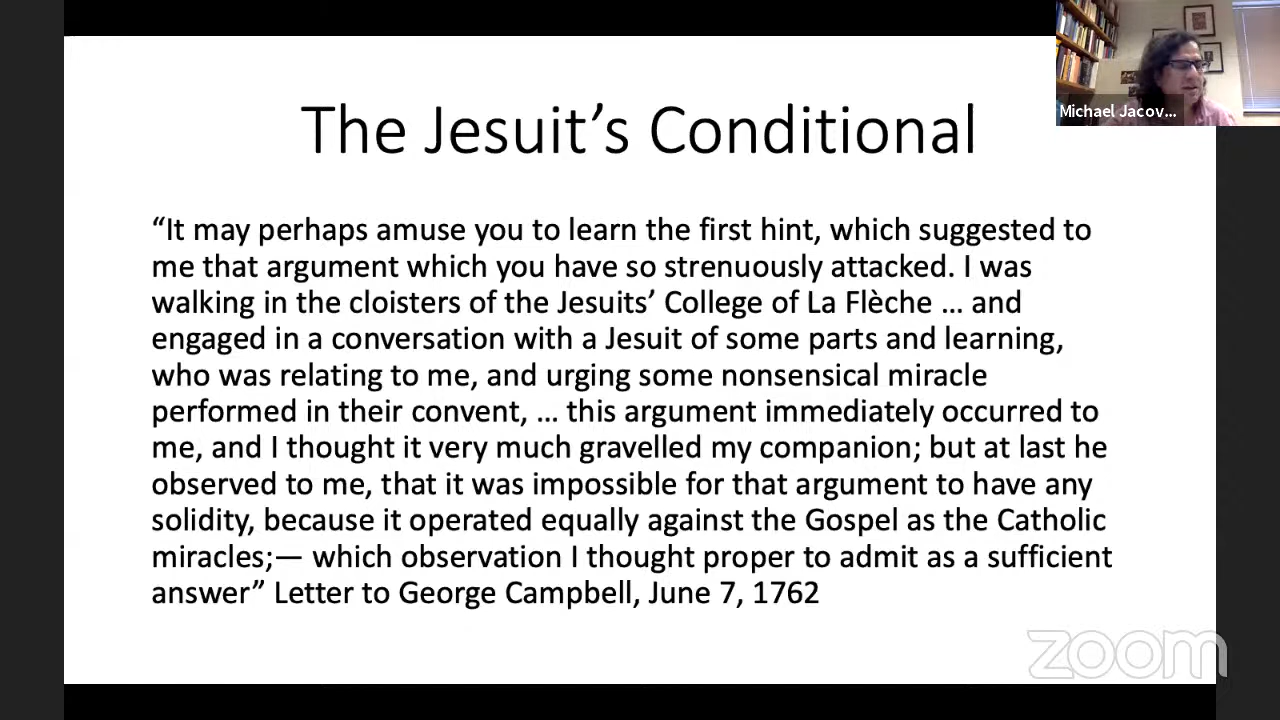 The Jesuit’s Conditional
Michael Jacov...
“It may perhaps amuse you to learn the first hint, which suggested to
me that argument which you have so strenuously attacked. I was
walking in the cloisters of the Jesuits’ College of La Flèche … and
engaged in a conversation with a Jesuit of some parts and learning,
who was relating to me, and urging some nonsensical miracle
performed in their convent, … this argument immediately occurred to
me, and I thought it very much gravelled my companion; but at last he
observed to me, that it was impossible for that argument to have any
solidity, because it operated equally against the Gospel as the Catholic
miracles;— which observation I thought proper to admit as a sufficient
answer” Letter to George Campbell, June 7, 1762
zoom